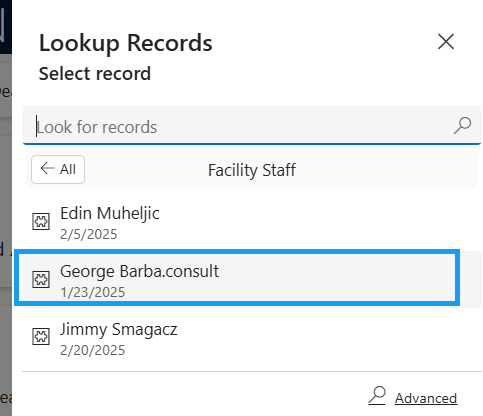 Lookup Records
Select record
Look for records
All
Facility Staff
Edin Muheljic
2/5/2025
George Barba.consult
1/23/2025
Jimmy Smagacz
2/20/2025
Advanced